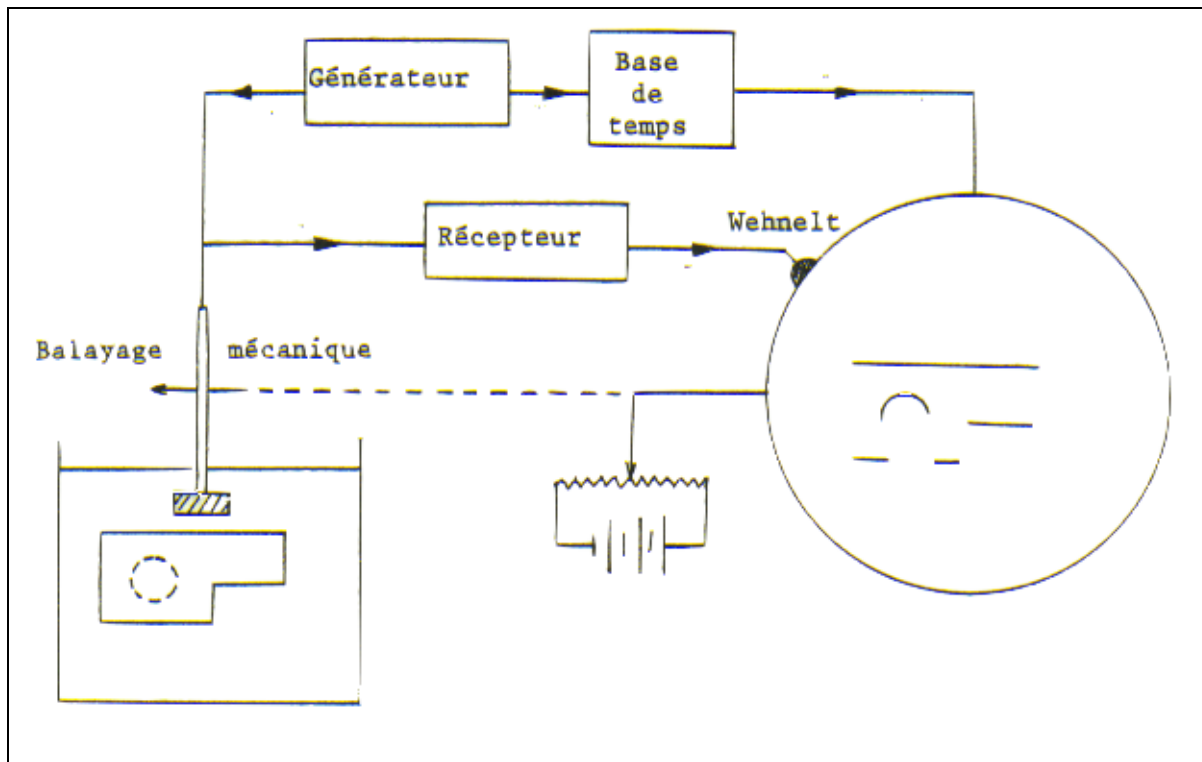 Générateur
Base
de
temps
Récepteur
Wehnelt
Balayage mécanique